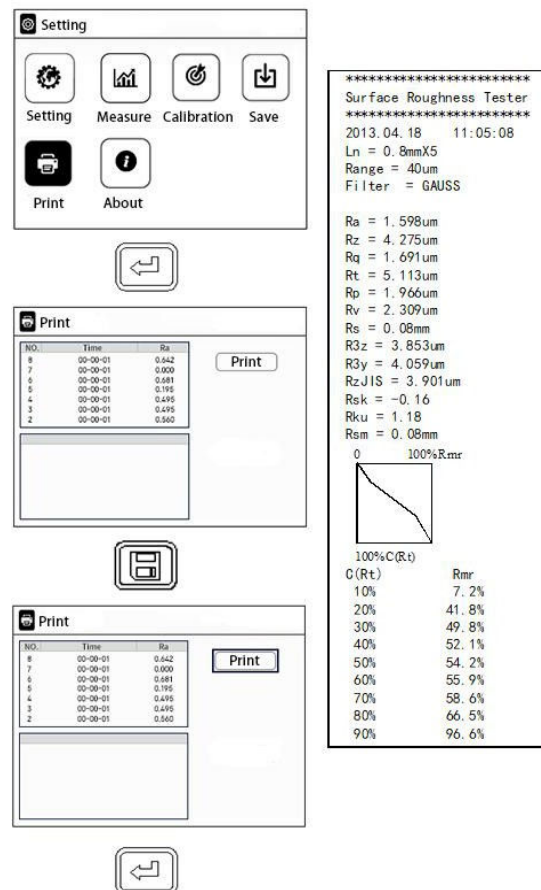 Setting
Setting Measure Calibration Save
Print About
Print
NO. Time Ra
8 00-00-01 0.642
7 00-00-01 0.000
6 00-00-01 0.681
5 00-00-01 0.195
4 00-00-01 0.495
3 00-00-01 0.495
2 00-00-01 0.560
Print
Print
NO. Time Ra
8 00-00-01 0.642
7 00-00-01 0.000
6 00-00-01 0.681
5 00-00-01 0.195
4 00-00-01 0.495
3 00-00-01 0.495
2 00-00-01 0.560
Print
************************
Surface Roughness Tester
************************
2013.04.18 11:05:08
Ln = 0.8mmX5
Range = 40um
Filter = GAUSS
Ra = 1.598um
Rz = 4.275um
Rq = 1.691um
Rt = 5.113um
Rp = 1.966um
Rv = 2.309um
Rs = 0.08mm
R3z = 3.853um
R3y = 4.059um
RzJIS = 3.901um
Rsk = -0.16
Rku = 1.18
Rsm = 0.08mm
0 100%Rmr
100%C(Rt)
C(Rt) Rmr
10% 7.2%
20% 41.8%
30% 49.8%
40% 52.1%
50% 54.2%
60% 55.9%
70% 58.6%
80% 66.5%
90% 96.6%